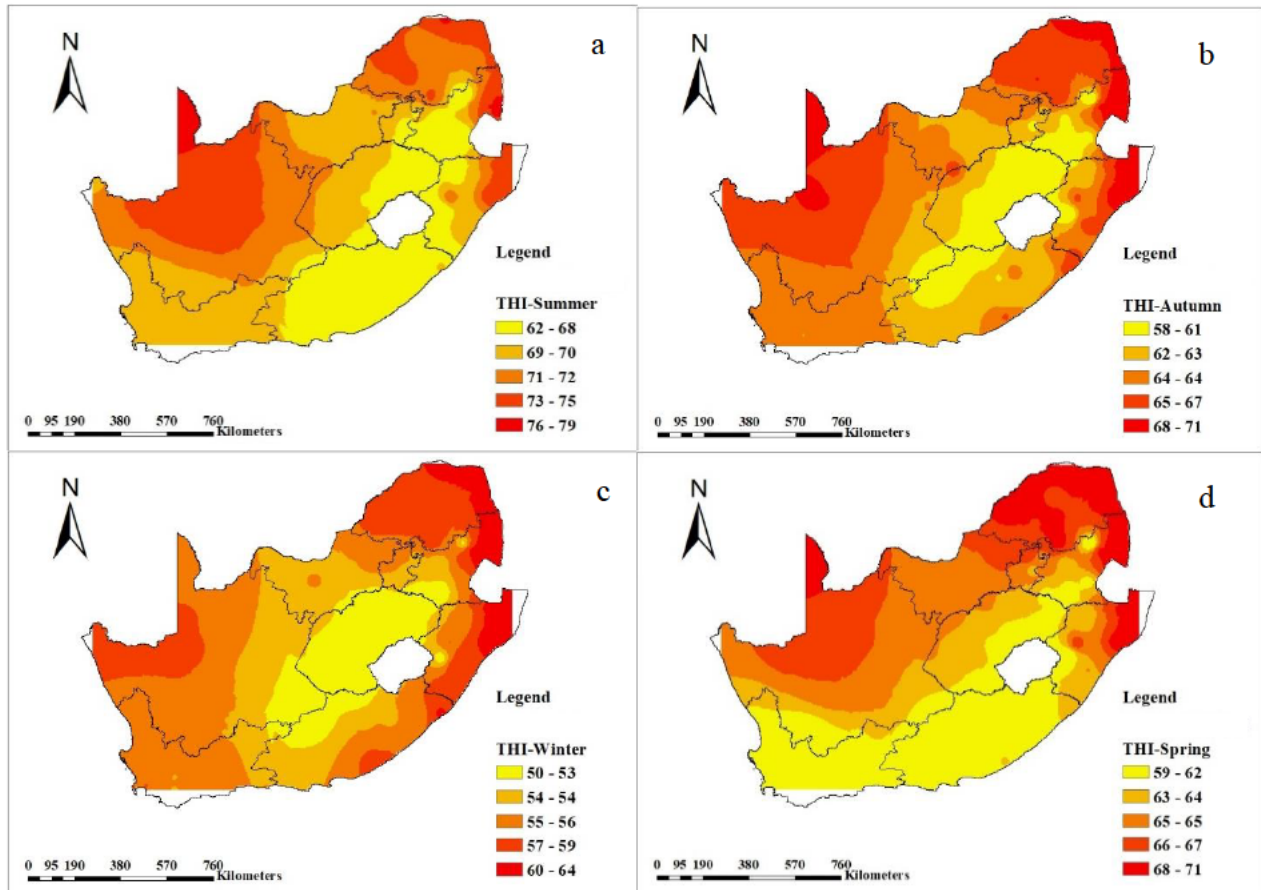 a
N
Legend
THI-Summer
62 - 68
69 - 70
71 - 72
73 - 75
76 - 79
0 95 190 380 570 760
Kilometers
b
N
Legend
THI-Autumn
58 - 61
62 - 63
64 - 64
65 - 67
68 - 71
0 95 190 380 570 760
Kilometers
c
N
Legend
THI-Winter
50 - 53
54 - 54
55 - 56
57 - 59
60 - 64
0 95 190 380 570 760
Kilometers
d
N
Legend
THI-Spring
59 - 62
63 - 64
65 - 65
66 - 67
68 - 71
0 95 190 380 570 760
Kilometers